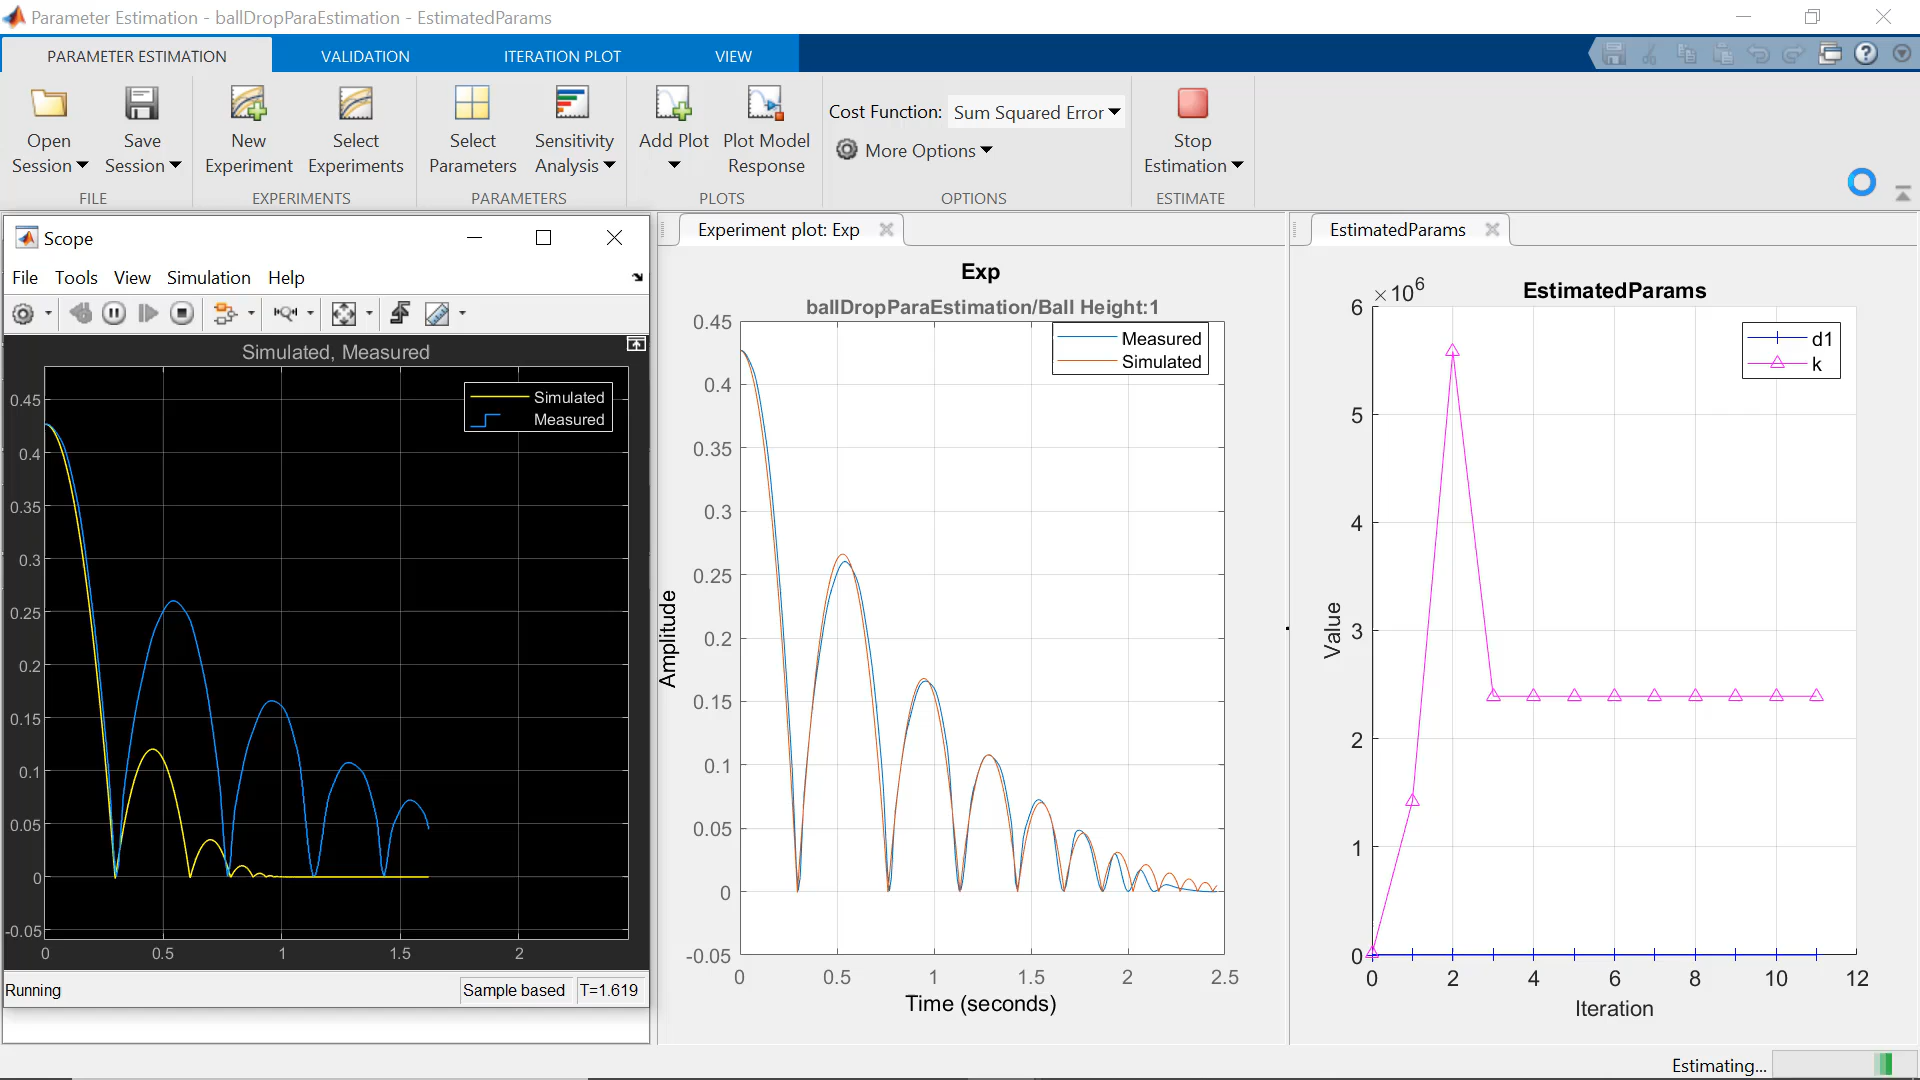 Parameter Estimation - ballDropParaEstimation - EstimatedParams
PARAMETER ESTIMATION VALIDATION ITERATION PLOT VIEW
Open Session
Save Session
New Experiment
Select Experiments
Select Parameters
Sensitivity Analysis
Add Plot
Plot Model Response
Cost Function: Sum Squared Error
More Options
Stop Estimation
FILE EXPERIMENTS PARAMETERS PLOTS OPTIONS ESTIMATE
Scope
File Tools View Simulation Help
Simulated, Measured
Simulated
Measured
0.45
0.4
0.35
0.3
0.25
0.2
0.15
0.1
0.05
0
-0.05
0 0.5 1 1.5 2
Running Sample based T=1.619
Experiment plot: Exp
Exp
ballDropParaEstimation/Ball Height:1
Measured
Simulated
Amplitude
0.45
0.4
0.35
0.3
0.25
0.2
0.15
0.1
0.05
0
-0.05
0 0.5 1 1.5 2 2.5
Time (seconds)
EstimatedParams
×10⁶
EstimatedParams
d1
k
Value
6
5
4
3
2
1
0
0 2 4 6 8 10 12
Iteration
Estimating...